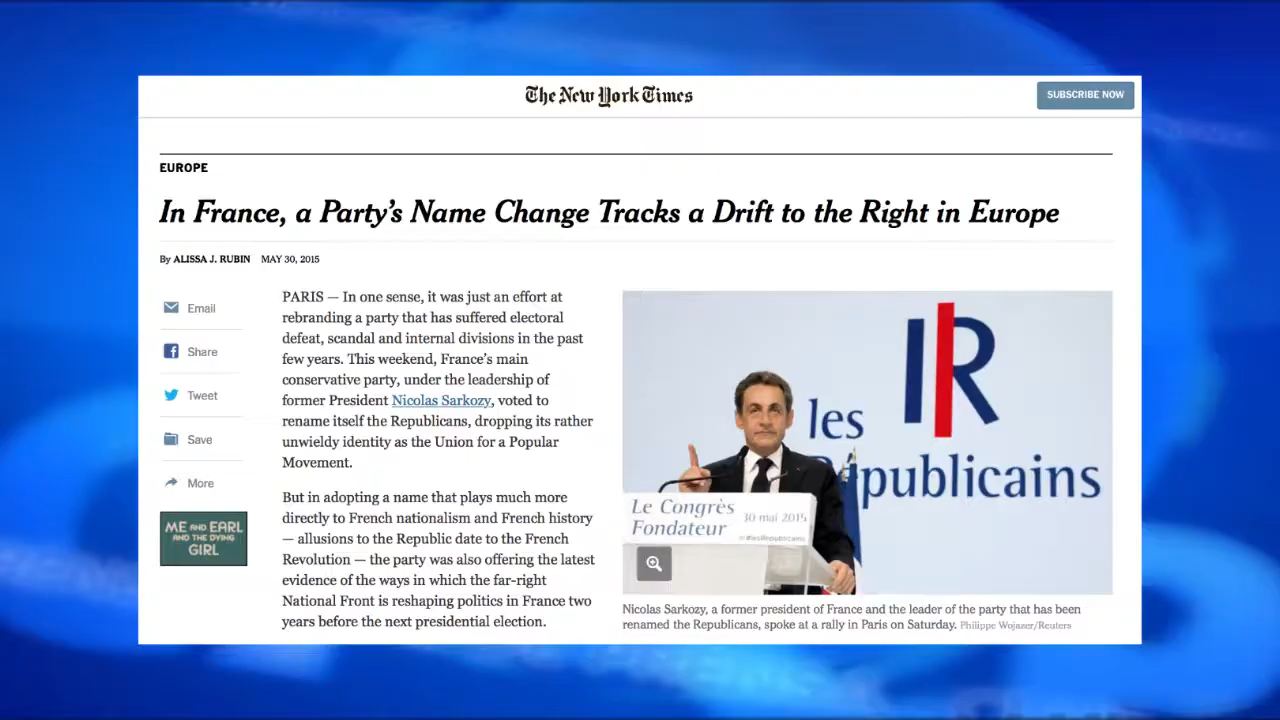 The New York Times
SUBSCRIBE NOW
EUROPE
In France, a Party's Name Change Tracks a Drift to the Right in Europe
By ALISSA J. RUBIN MAY 30, 2015
Email
Share
Tweet
Save
More
ME AND EARL
AND THE DYING
GIRL
PARIS — In one sense, it was just an effort at
rebranding a party that has suffered electoral
defeat, scandal and internal divisions in the past
few years. This weekend, France's main
conservative party, under the leadership of
former President Nicolas Sarkozy, voted to
rename itself the Republicans, dropping its rather
unwieldy identity as the Union for a Popular
Movement.
But in adopting a name that plays much more
directly to French nationalism and French history
— allusions to the Republic date to the French
Revolution — the party was also offering the latest
evidence of the ways in which the far-right
National Front is reshaping politics in France two
years before the next presidential election.
lR
les
Républicains
Le Congrès
Fondateur
30 mai 2015
#lesRépublicains
Nicolas Sarkozy, a former president of France and the leader of the party that has been
renamed the Republicans, spoke at a rally in Paris on Saturday. Philippe Wojazer/Reuters